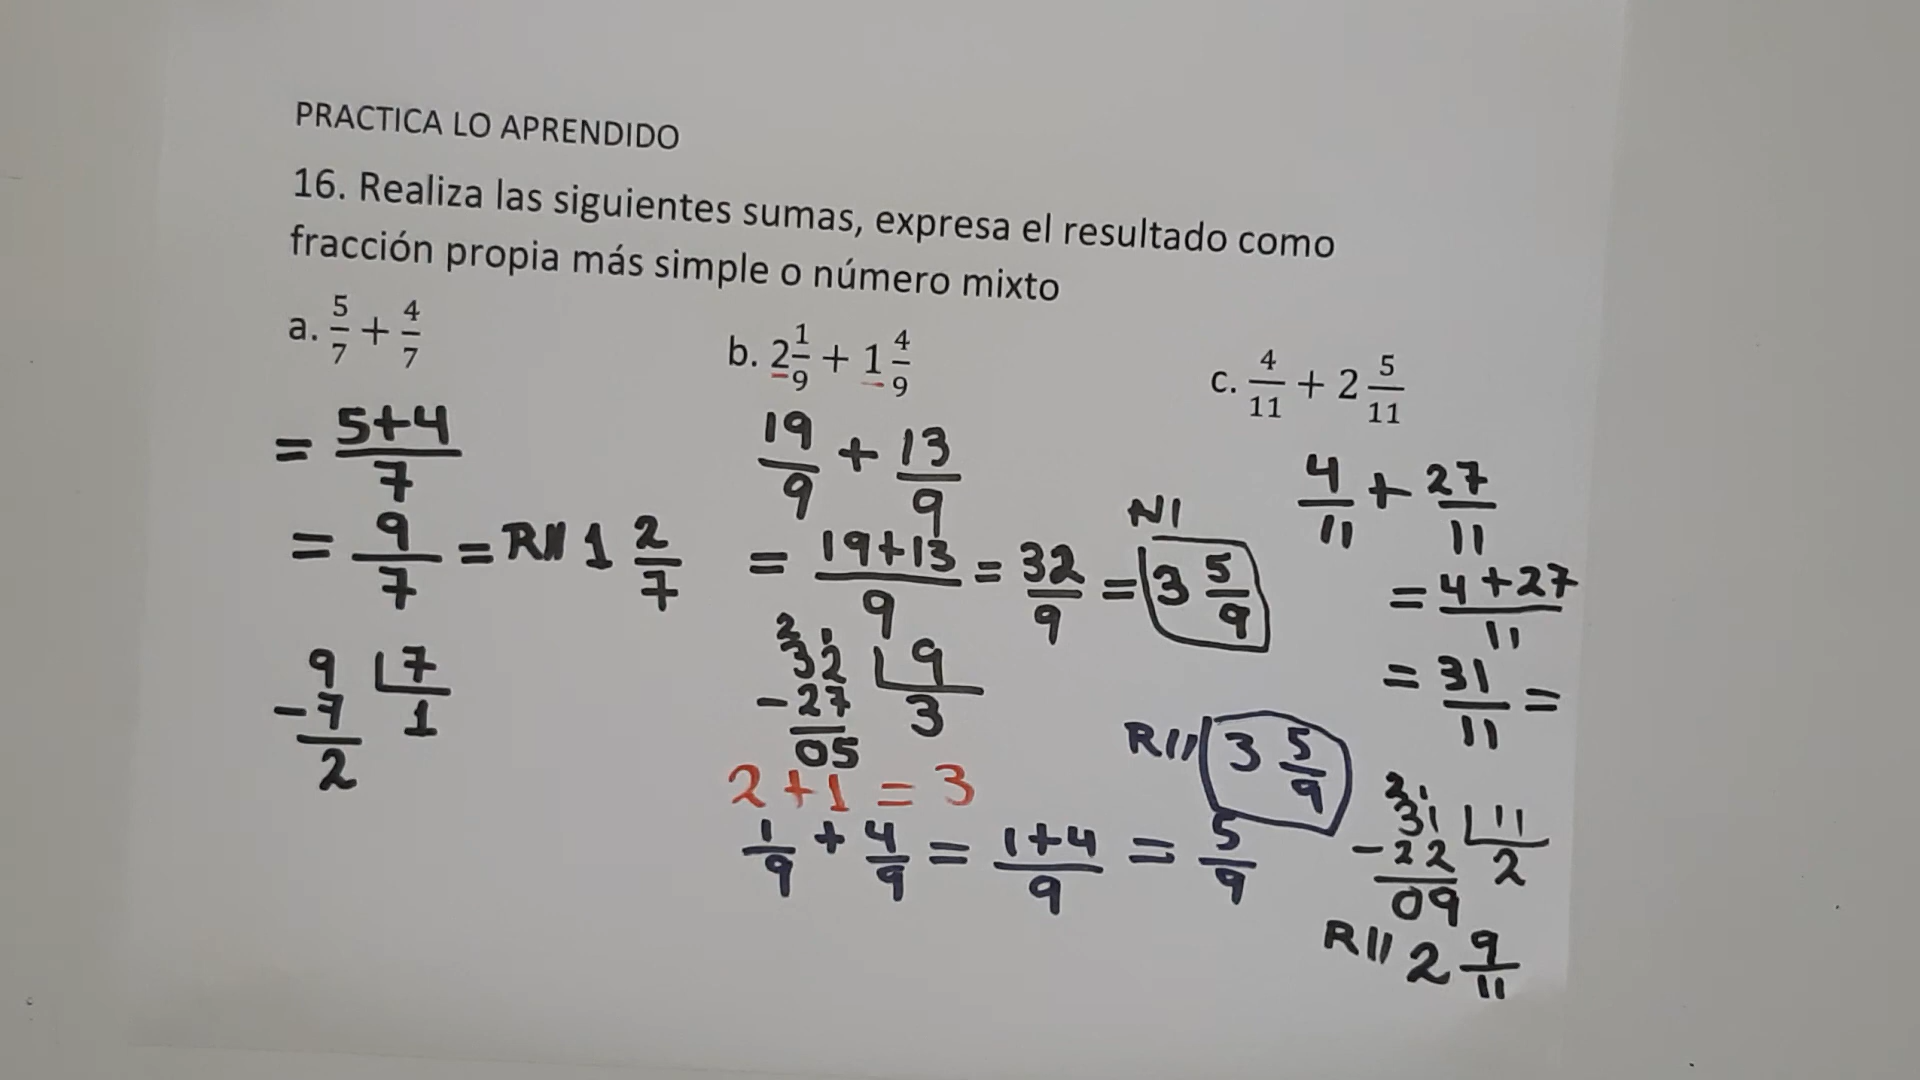 PRACTICA LO APRENDIDO
16. Realiza las siguientes sumas, expresa el resultado como
fracción propia más simple o número mixto
a. 5/7 + 4/7
= 5+4/7
= 9/7 = R// 1 2/7
9 7
-7 1
2
b. 2 1/9 + 1 4/9
19/9 + 13/9
= 19+13/9 = 32/9 = 3 5/9
2 1
32 9
-27 3
05
2+1 = 3
1/9 + 4/9 = 1+4/9 = 5/9
R// 3 5/9
c. 4/11 + 2 5/11
4/11 + 27/11
= 4+27/11
= 31/11 =
2 1
31 11
-22 2
09
R// 2 9/11